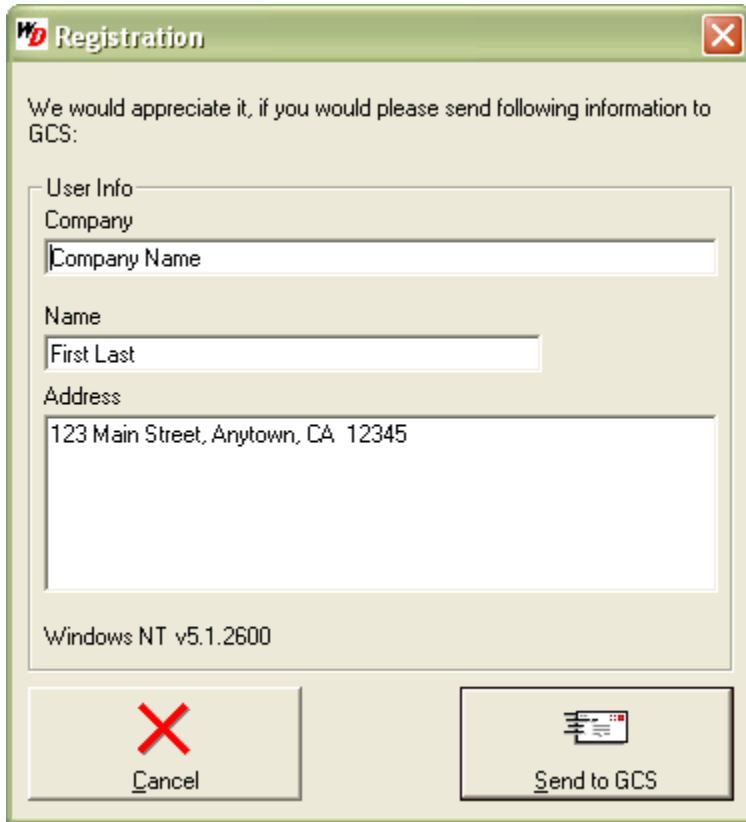 WD Registration
We would appreciate it, if you would please send following information to
GCS:
User Info
Company
Company Name
Name
First Last
Address
123 Main Street, Anytown, CA  12345
Windows NT v5.1.2600
Cancel
Send to GCS